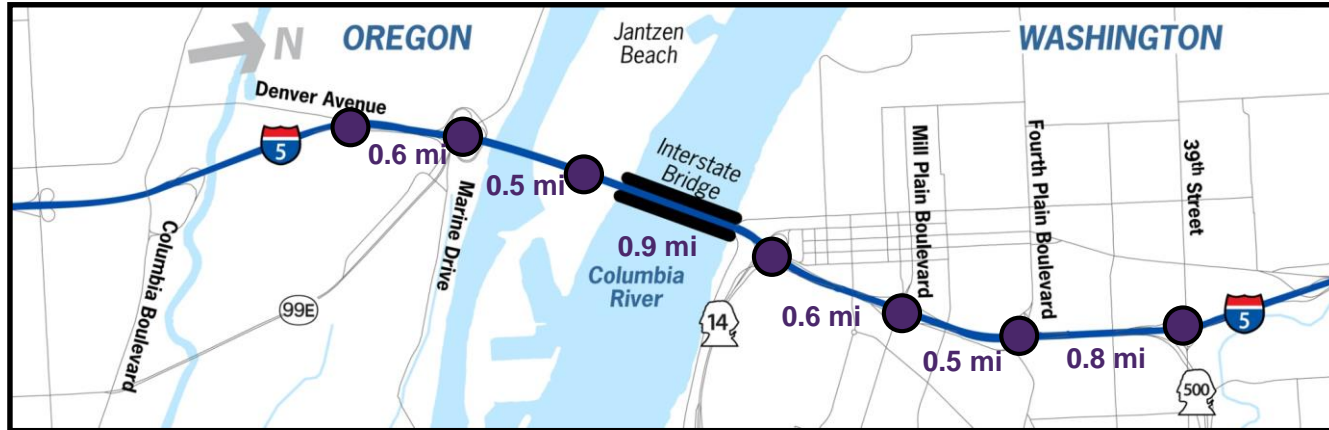 N
OREGON
Jantzen
Beach
WASHINGTON
Denver Avenue
5
0.6 mi
0.5 mi
Interstate
Bridge
Mill Plain Boulevard
Fourth Plain Boulevard
39th Street
Columbia Boulevard
Marine Drive
0.9 mi
Columbia
River
99E
14
0.6 mi
0.5 mi
0.8 mi
5
500